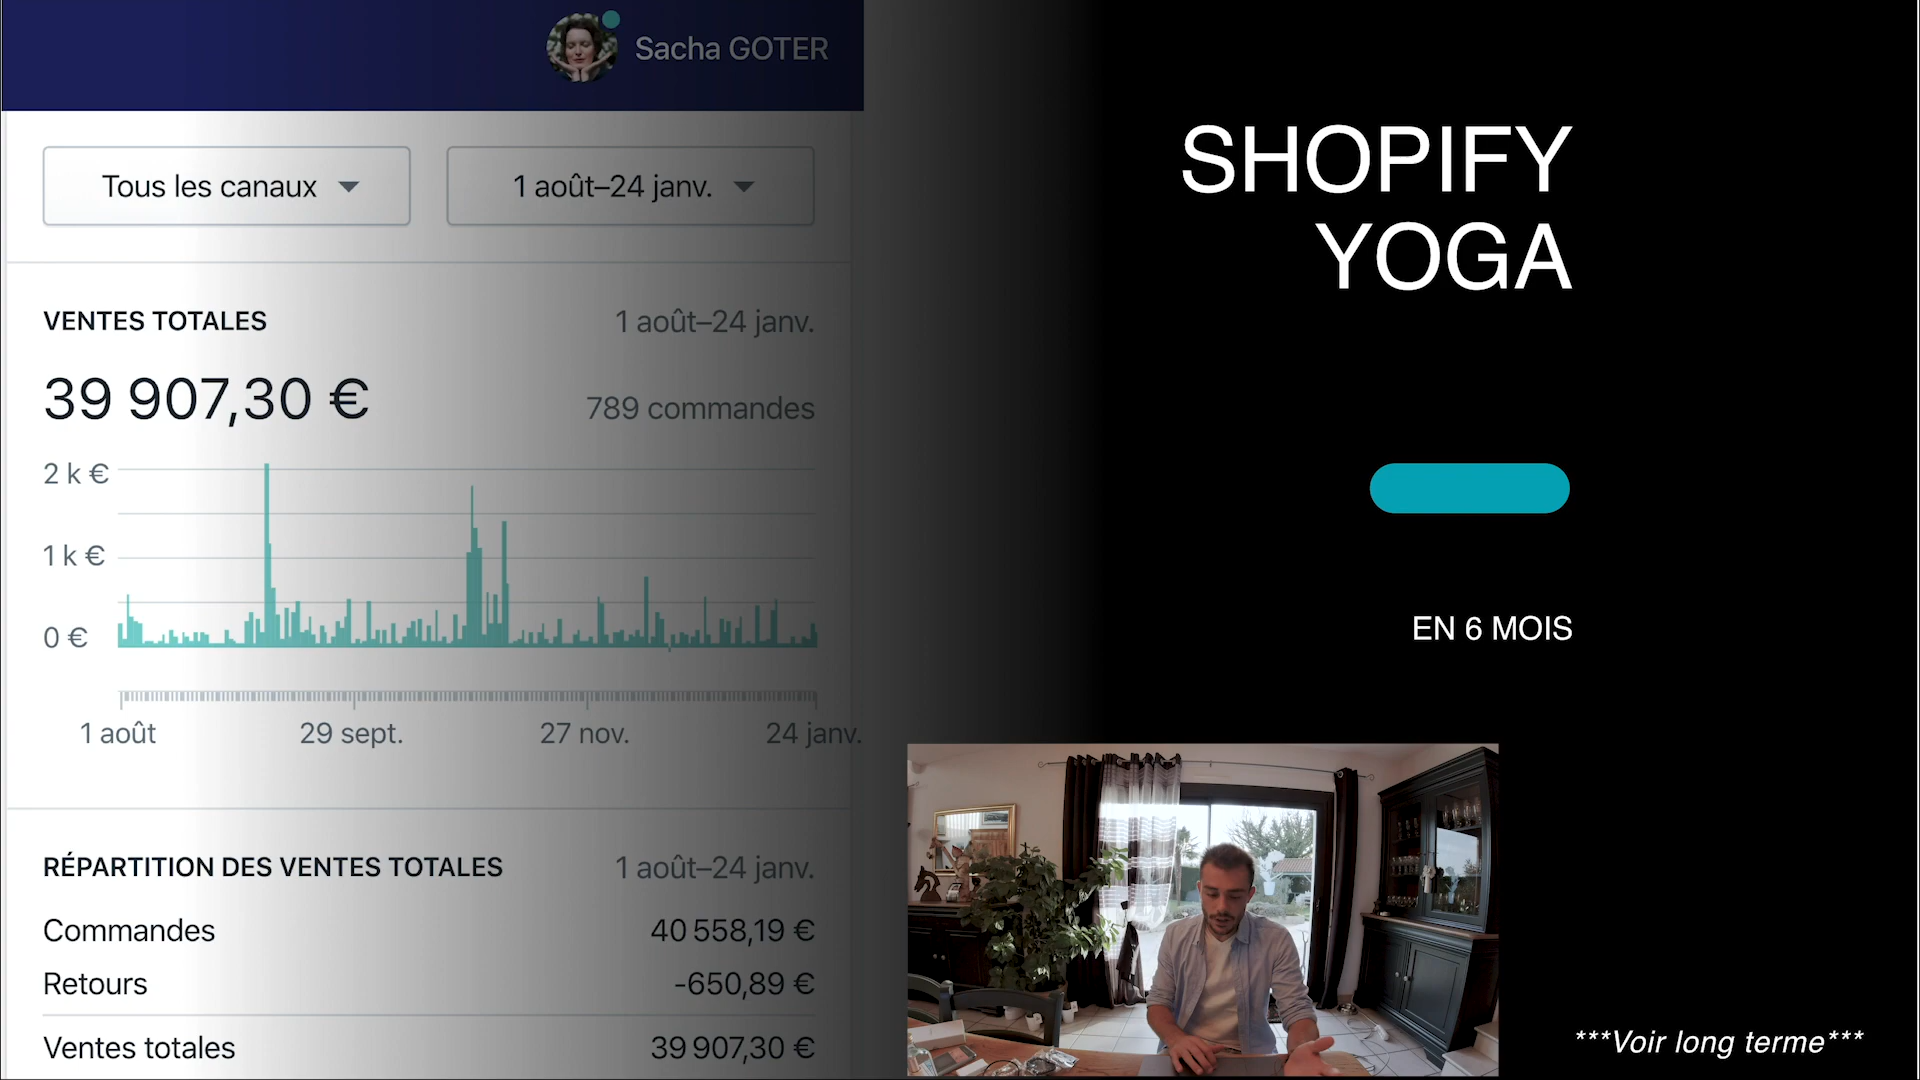 Sacha GOTER
Tous les canaux
1 août–24 janv.
VENTES TOTALES
1 août–24 janv.
39 907,30 €
789 commandes
2 k €
1 k €
0 €
1 août
29 sept.
27 nov.
24 janv.
RÉPARTITION DES VENTES TOTALES
1 août–24 janv.
Commandes
40 558,19 €
Retours
-650,89 €
Ventes totales
39 907,30 €
SHOPIFY
YOGA
EN 6 MOIS
***Voir long terme***